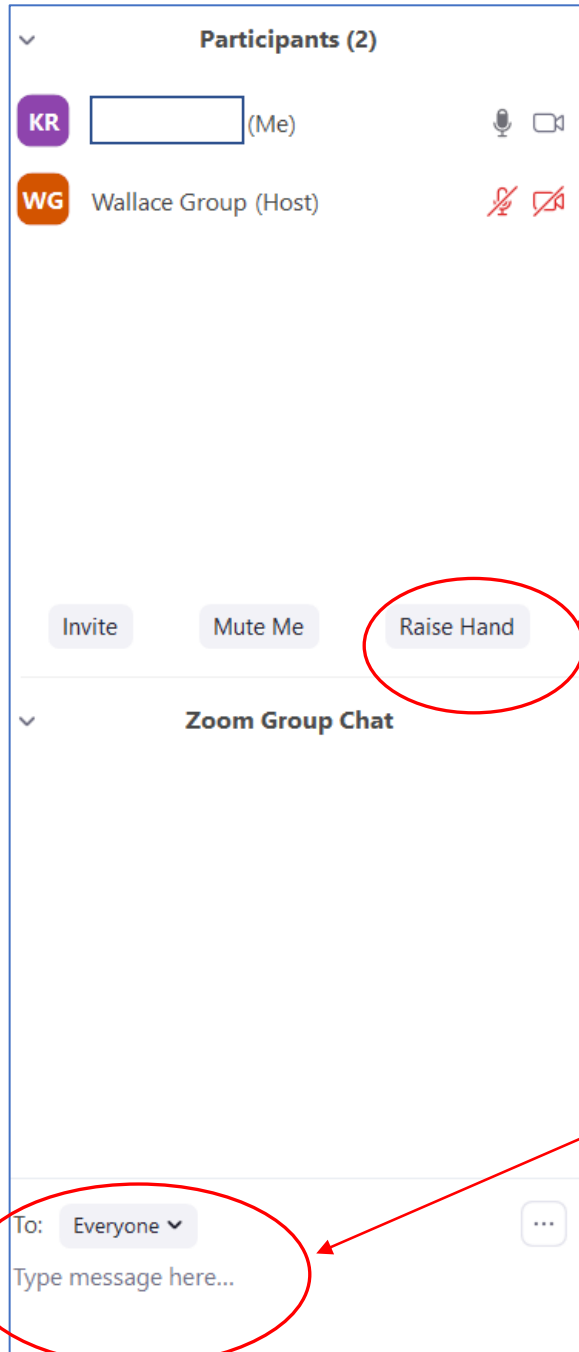 Participants (2)
KR (Me)
WG Wallace Group (Host)
Invite Mute Me Raise Hand
Zoom Group Chat
To: Everyone
Type message here...